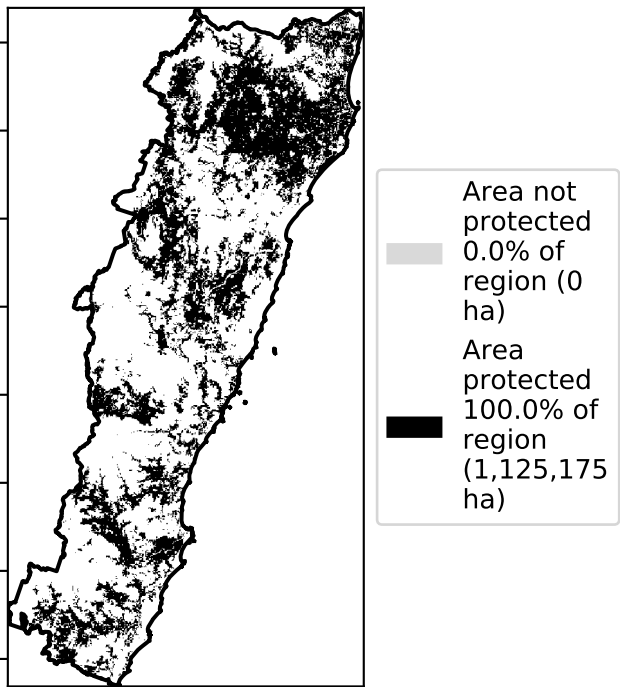 Area not
protected
0.0% of
region (0
ha)
Area
protected
100.0% of
region
(1,125,175
ha)